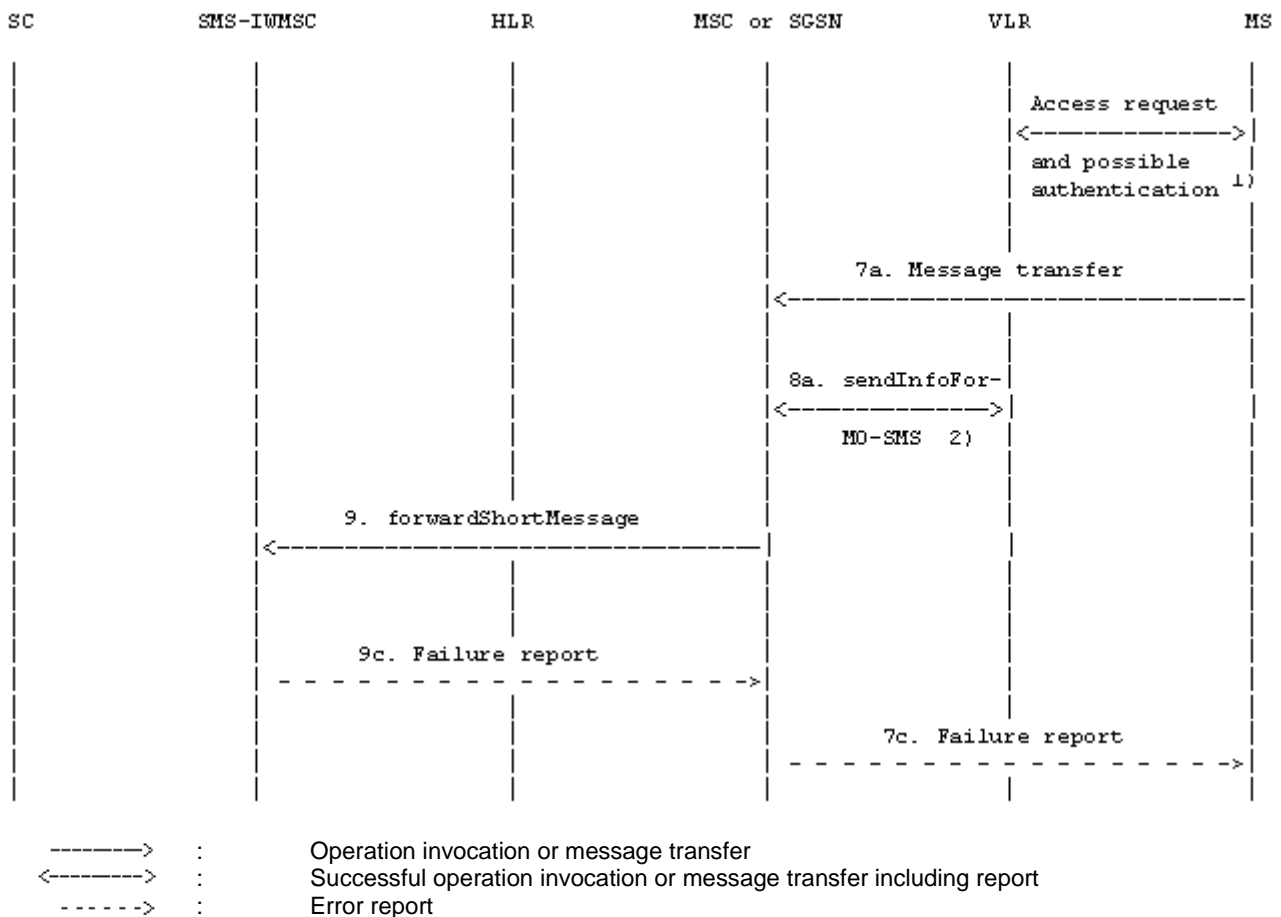 SC SMS-IWMSC HLR MSC or SGSN VLR MS
Access request
and possible
authentication 1)
7a. Message transfer
8a. sendInfoFor-
MO-SMS 2)
9. forwardShortMessage
9c. Failure report
7c. Failure report
: Operation invocation or message transfer
: Successful operation invocation or message transfer including report
: Error report